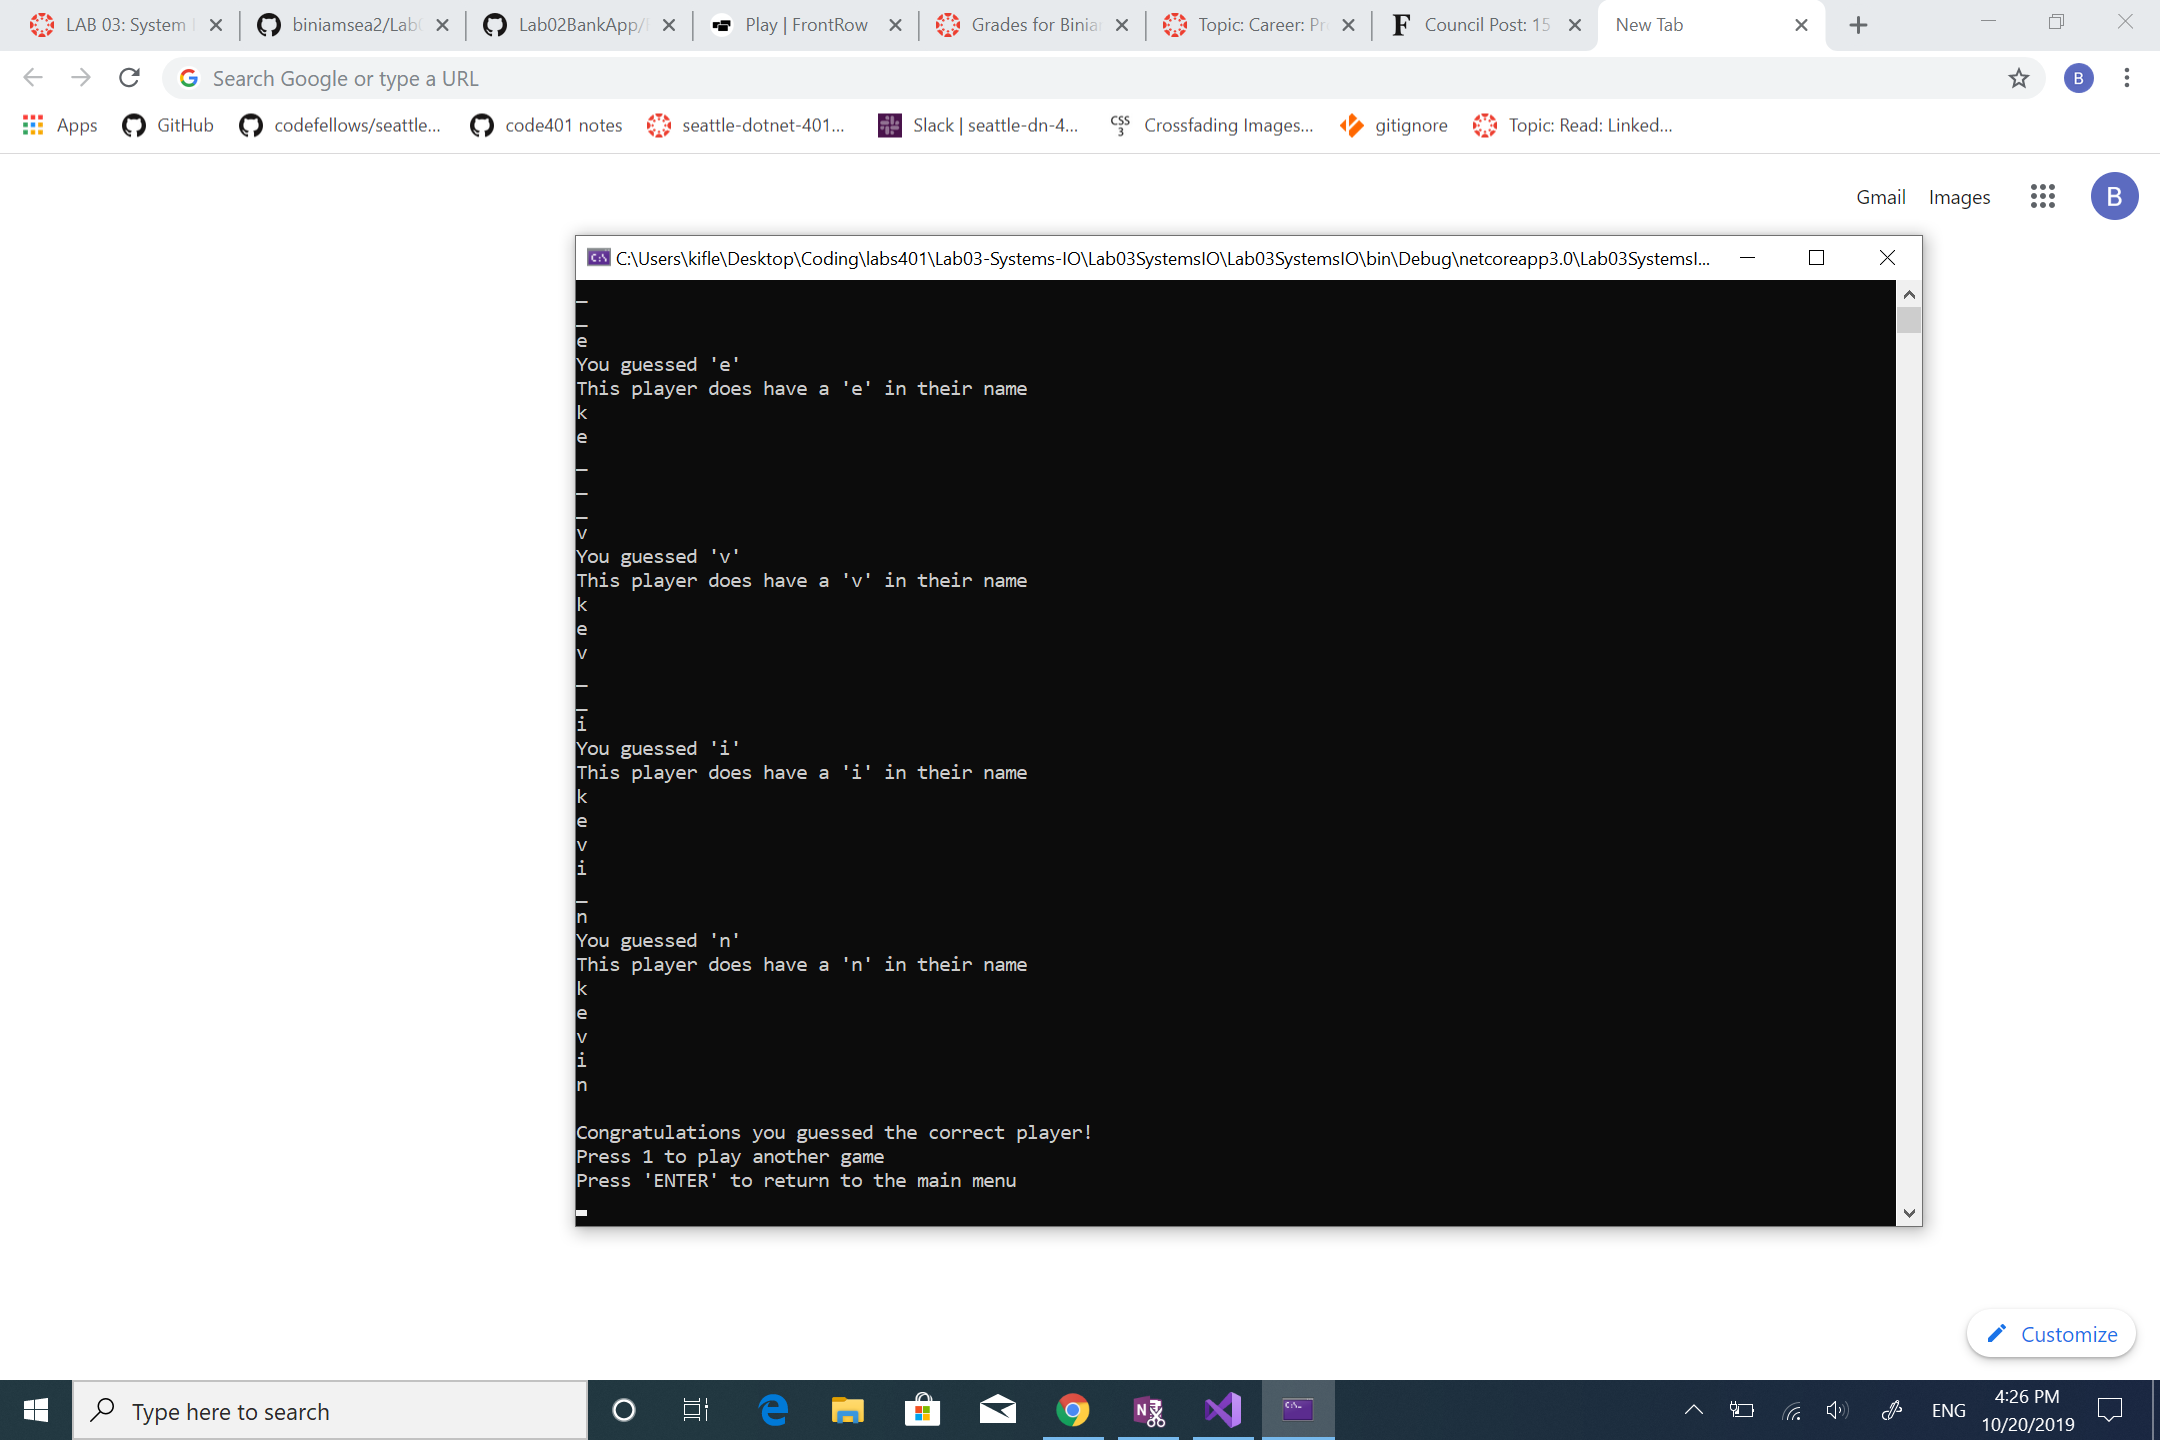 LAB 03: System
biniamsea2/Lab
Lab02BankApp/
Play | FrontRow
Grades for Binia
Topic: Career: Pr
Council Post: 15
New Tab
Search Google or type a URL
B
Apps
GitHub
codefellows/seattle...
code401 notes
seattle-dotnet-401...
Slack | seattle-dn-4...
CSS
3
Crossfading Images...
gitignore
Topic: Read: Linked...
Gmail
Images
B
C:\Users\kifle\Desktop\Coding\labs401\Lab03-Systems-IO\Lab03SystemsIO\Lab03SystemsIO\bin\Debug\netcoreapp3.0\Lab03SystemsI...
_
_
e
You guessed 'e'
This player does have a 'e' in their name
k
e
_
_
_
v
You guessed 'v'
This player does have a 'v' in their name
k
e
v
_
_
i
You guessed 'i'
This player does have a 'i' in their name
k
e
v
i
_
n
You guessed 'n'
This player does have a 'n' in their name
k
e
v
i
n
Congratulations you guessed the correct player!
Press 1 to play another game
Press 'ENTER' to return to the main menu
Customize
Type here to search
ENG
4:26 PM
10/20/2019